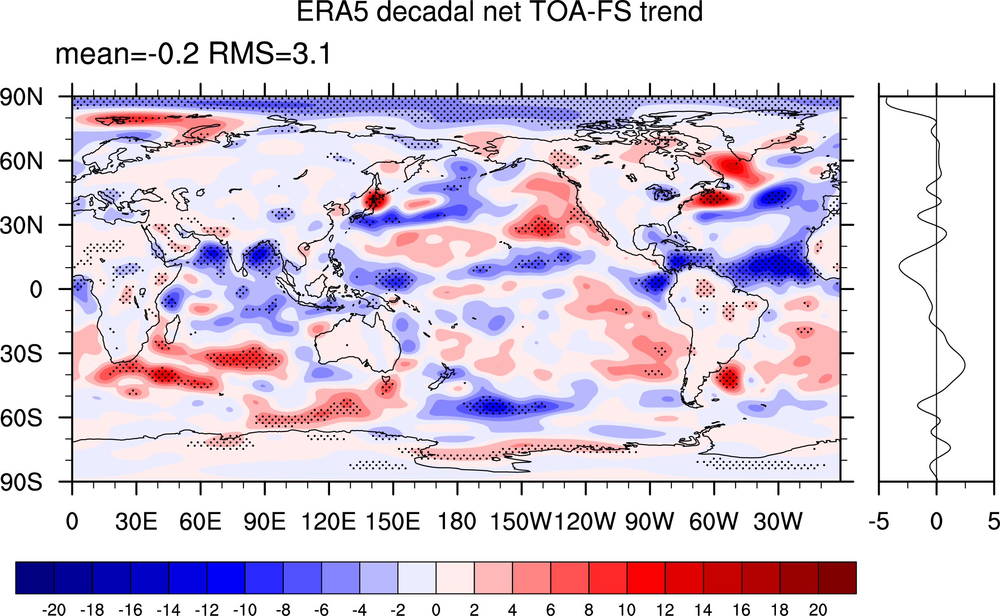 ERA5 decadal net TOA-FS trend
mean=-0.2 RMS=3.1
90N
60N
30N
0
30S
60S
90S
0 30E 60E 90E 120E 150E 180 150W 120W 90W 60W 30W
-5 0 5
-20 -18 -16 -14 -12 -10 -8 -6 -4 -2 0 2 4 6 8 10 12 14 16 18 20